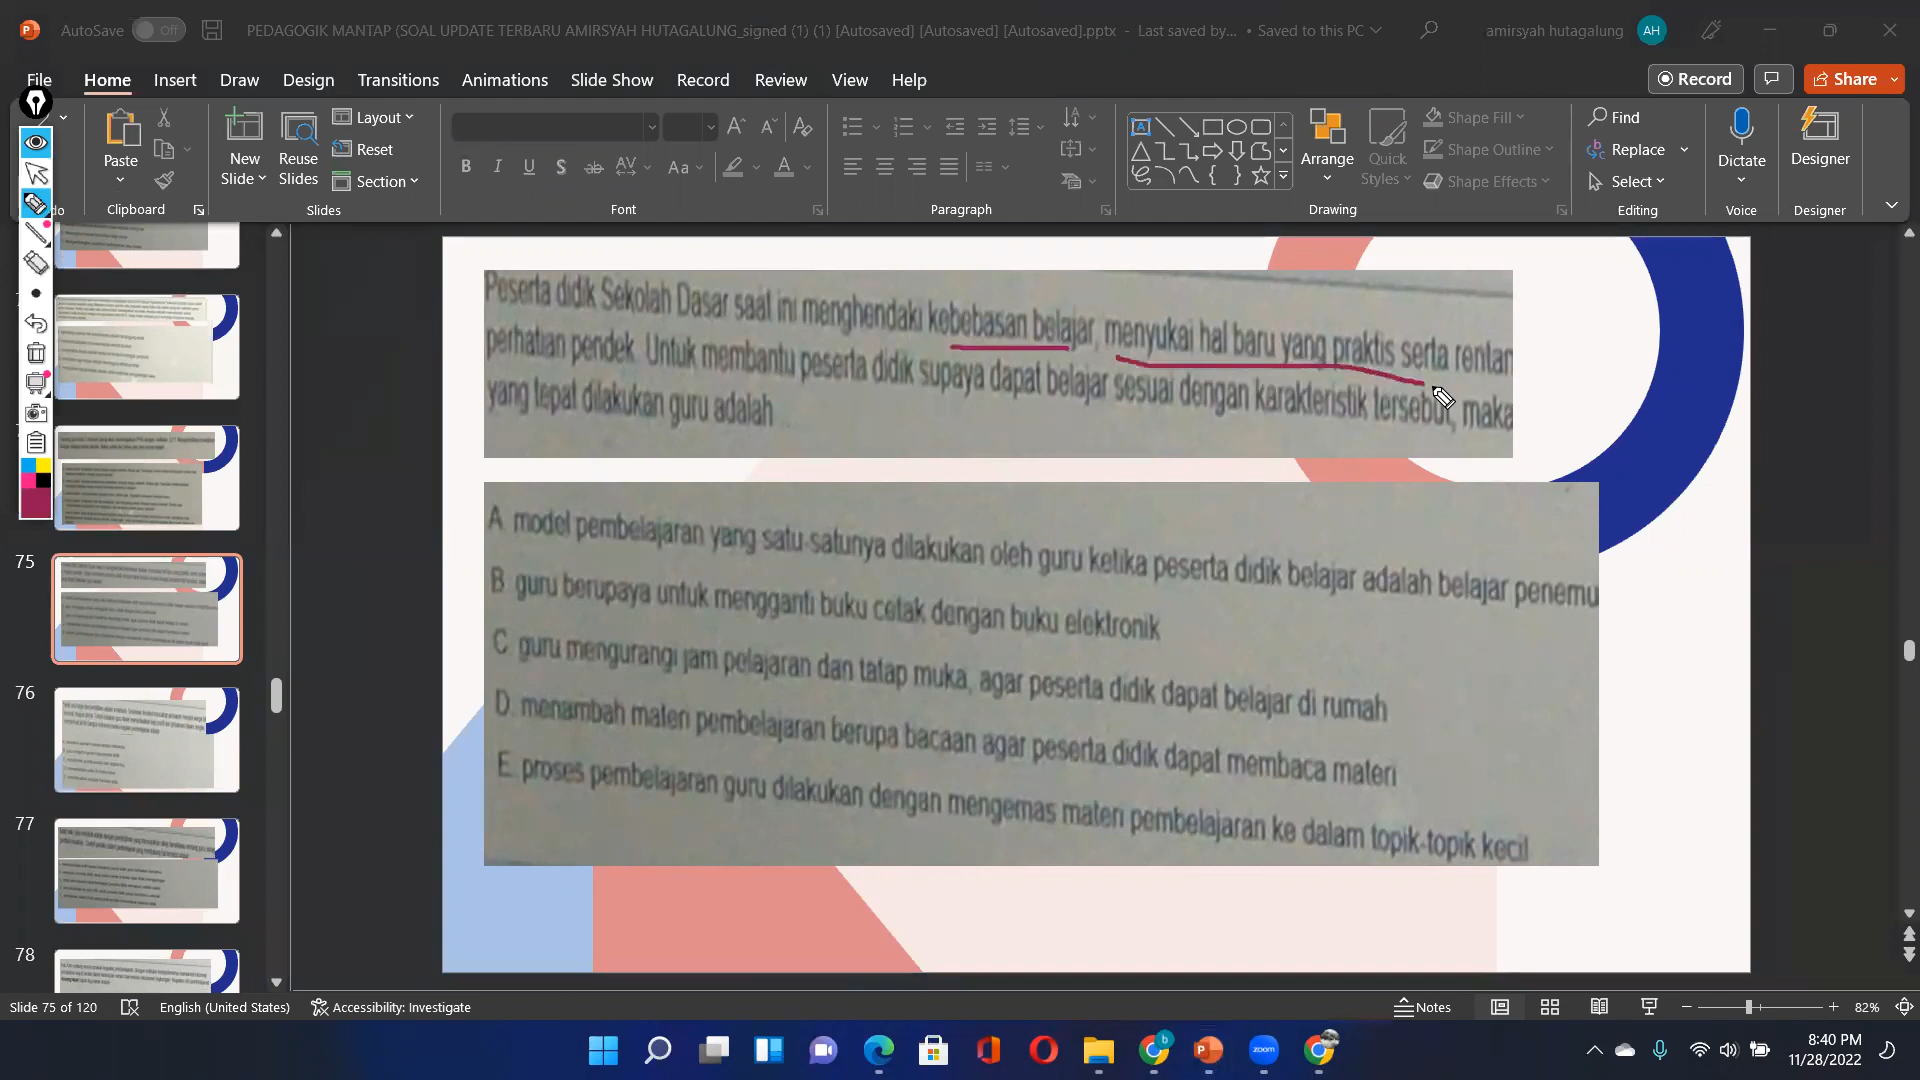 AutoSave Off PEDAGOGIK MANTAP (SOAL UPDATE TERBARU AMIRSYAH HUTAGALUNG_signed (1) (1) [Autosaved] [Autosaved] [Autosaved].pptx - Last saved by... • Saved to this PC amirsyah hutagalung AH
File Home Insert Draw Design Transitions Animations Slide Show Record Review View Help Record Share
Paste New Slide Reuse Slides Layout Reset Section
B I U S ab AV Aa A A A A
Arrange Quick Styles Shape Fill Shape Outline Shape Effects
Find Replace Select Dictate Designer
do Clipboard Slides Font Paragraph Drawing Editing Voice Designer
Peserta didik Sekolah Dasar saat ini menghendaki kebebasan belajar, menyukai hal baru yang praktis serta rentan
perhatian pendek. Untuk membantu peserta didik supaya dapat belajar sesuai dengan karakteristik tersebut, maka
yang tepat dilakukan guru adalah
A. model pembelajaran yang satu-satunya dilakukan oleh guru ketika peserta didik belajar adalah belajar penemu
B. guru berupaya untuk mengganti buku cetak dengan buku elektronik
C. guru mengurangi jam pelajaran dan tatap muka, agar peserta didik dapat belajar di rumah
D. menambah materi pembelajaran berupa bacaan agar peserta didik dapat membaca materi
E. proses pembelajaran guru dilakukan dengan mengemas materi pembelajaran ke dalam topik-topik kecil
75
76
77
78
Slide 75 of 120 English (United States) Accessibility: Investigate Notes 82%
zoom
8:40 PM
11/28/2022